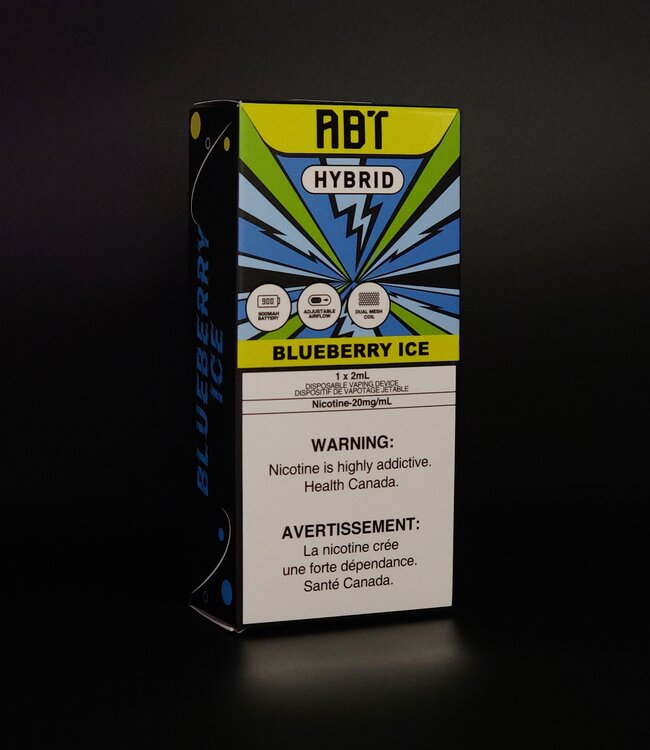 ABT
HYBRID
900
900MAH
BATTERY
ADJUSTABLE
AIRFLOW
DUAL MESH
COIL
BLUEBERRY ICE
1 x 2mL
DISPOSABLE VAPING DEVICE
DISPOSITIF DE VAPOTAGE JETABLE
Nicotine-20mg/mL
WARNING:
Nicotine is highly addictive.
Health Canada.
AVERTISSEMENT:
La nicotine crée
une forte dépendance.
Santé Canada.
BLUEBERRY
ICE